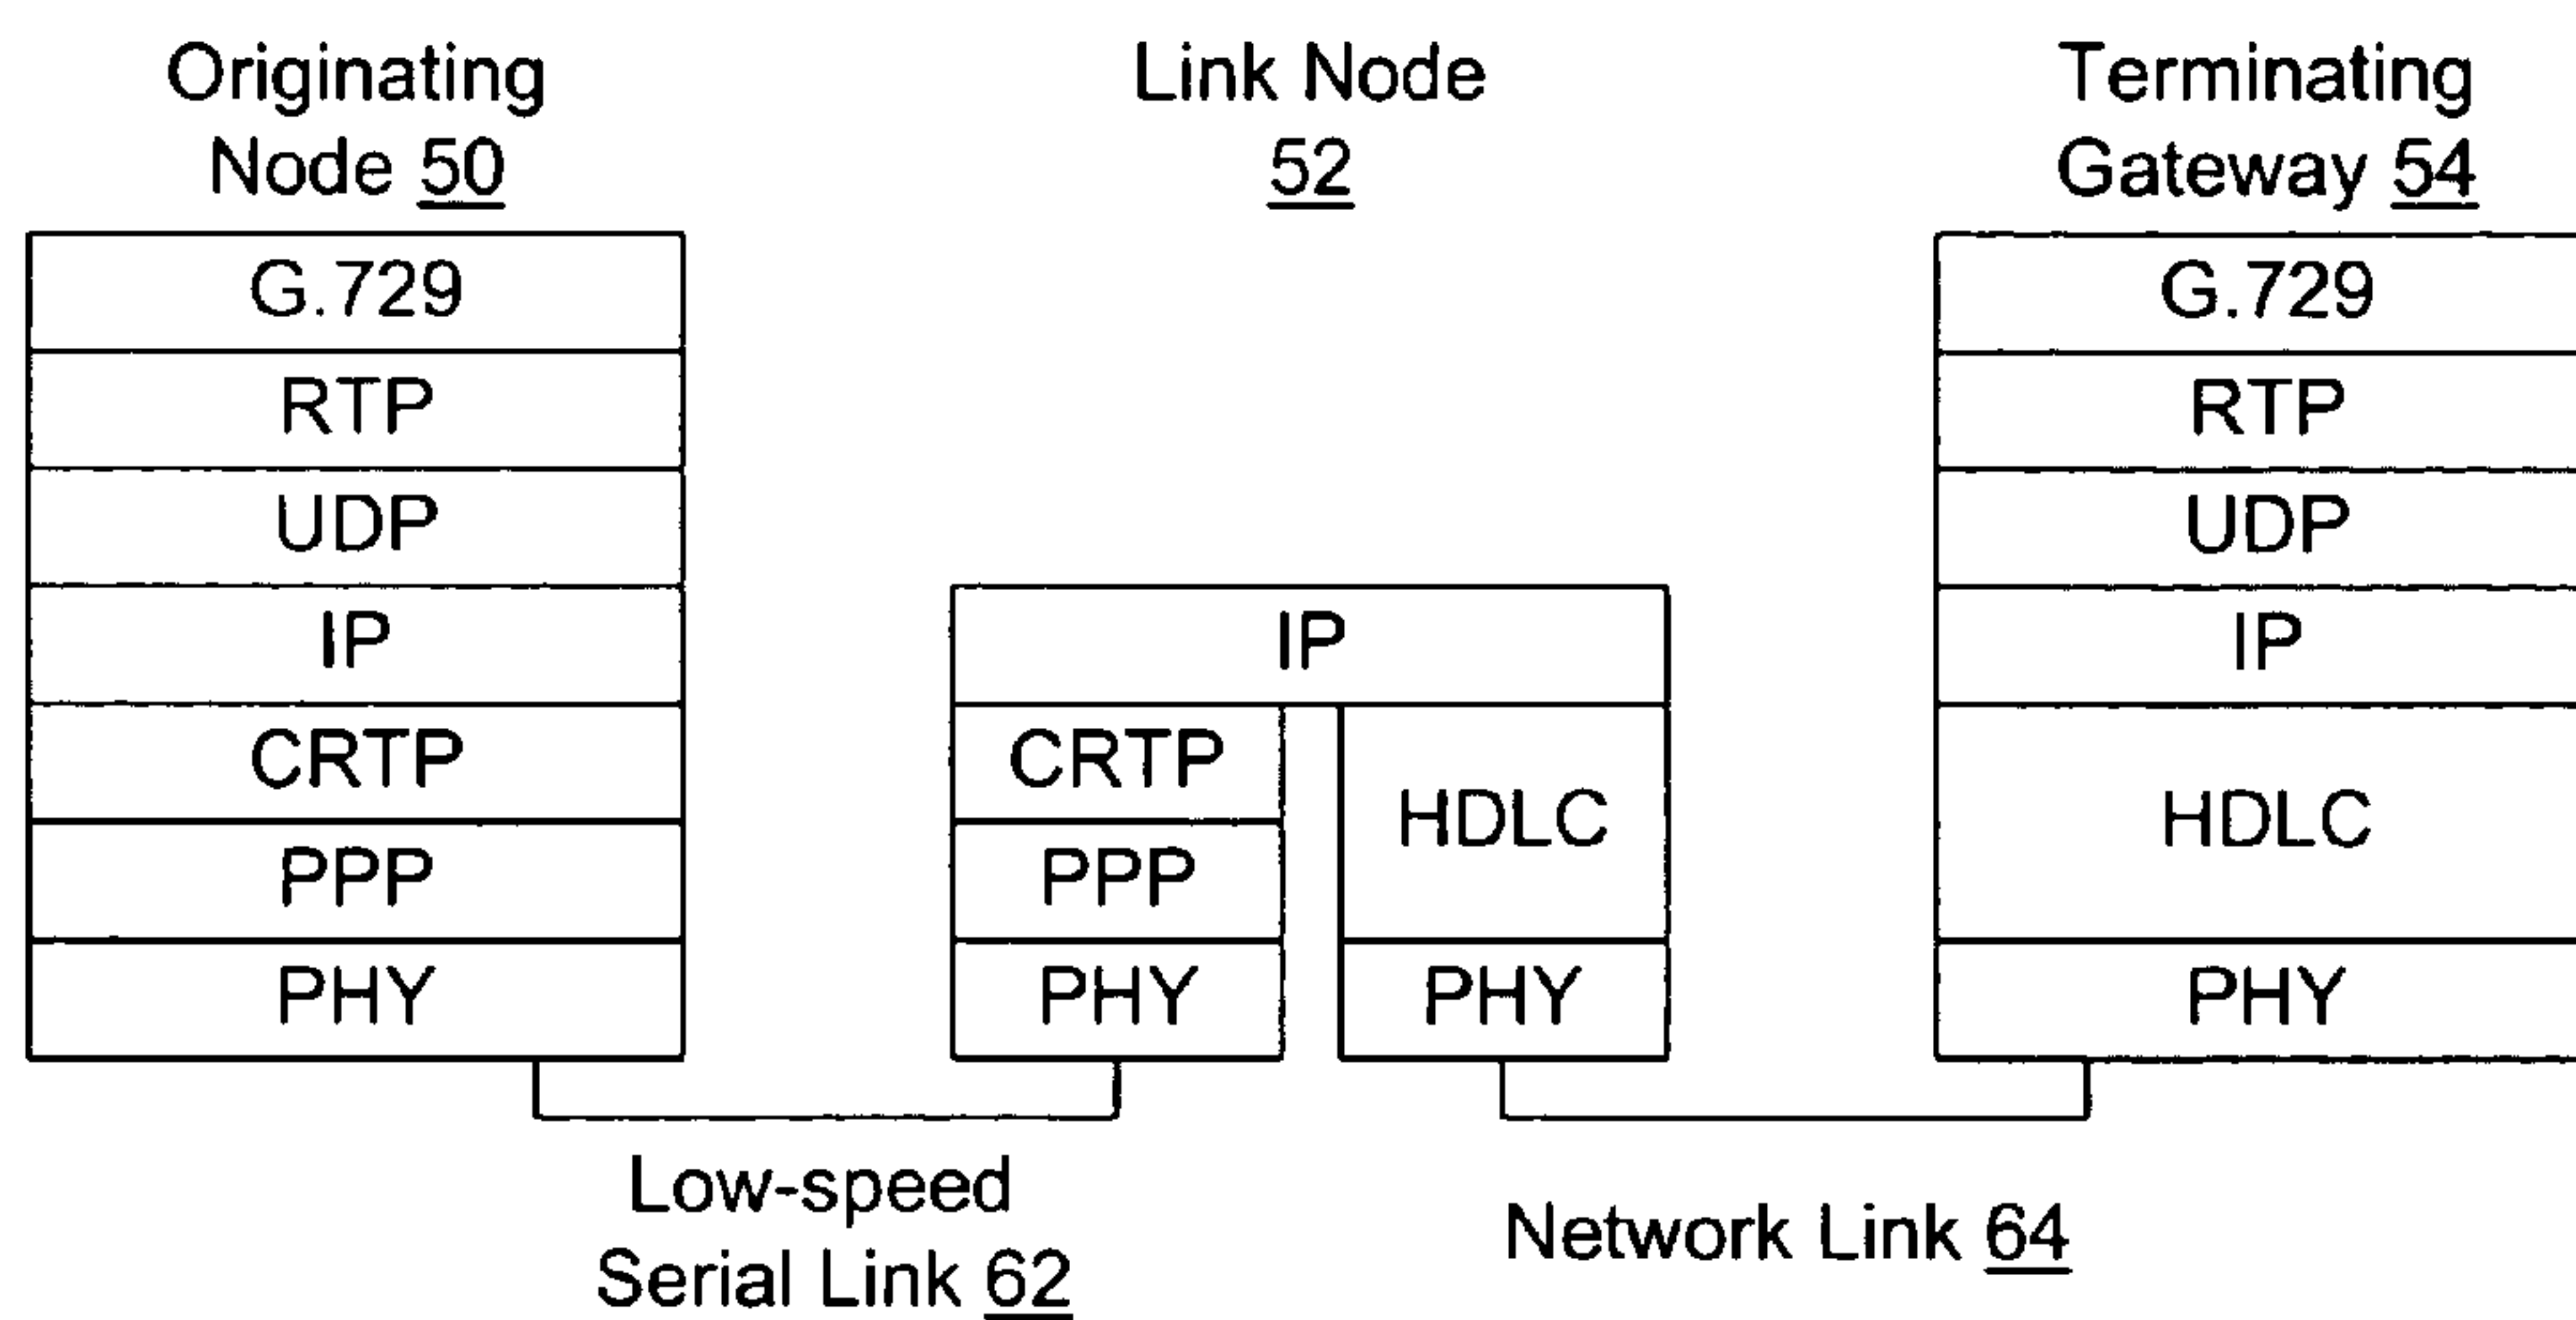 Originating
Node 50
Link Node
52
Terminating
Gateway 54
G.729
RTP
UDP
IP
CRTP
PPP
PHY
IP
CRTP
PPP
PHY
HDLC
PHY
G.729
RTP
UDP
IP
HDLC
PHY
Low-speed
Serial Link 62
Network Link 64